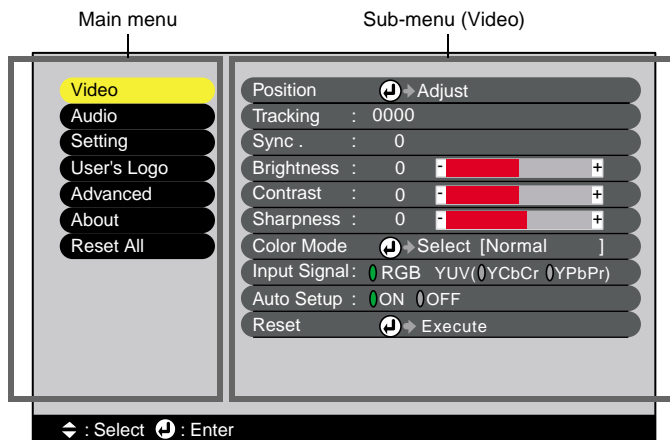 Main menu
Sub-menu (Video)
Video
Audio
Setting
User's Logo
Advanced
About
Reset All
Position Adjust
Tracking : 0000
Sync . : 0
Brightness : 0 - +
Contrast : 0 - +
Sharpness : 0 - +
Color Mode Select [Normal ]
Input Signal : RGB YUV( YCbCr YPbPr)
Auto Setup : ON OFF
Reset Execute
: Select : Enter